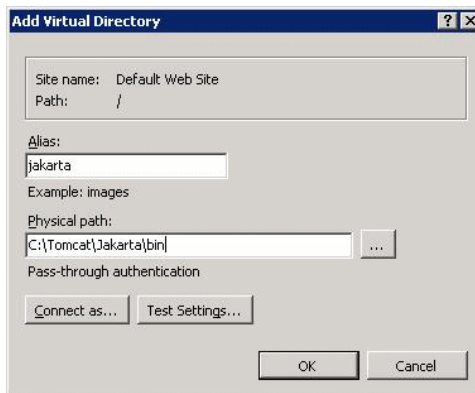 Add Virtual Directory
Site name: Default Web Site
Path: /
Alias:
jakarta
Example: images
Physical path:
C:\Tomcat\Jakarta\bin
...
Pass-through authentication
Connect as... Test Settings...
OK Cancel